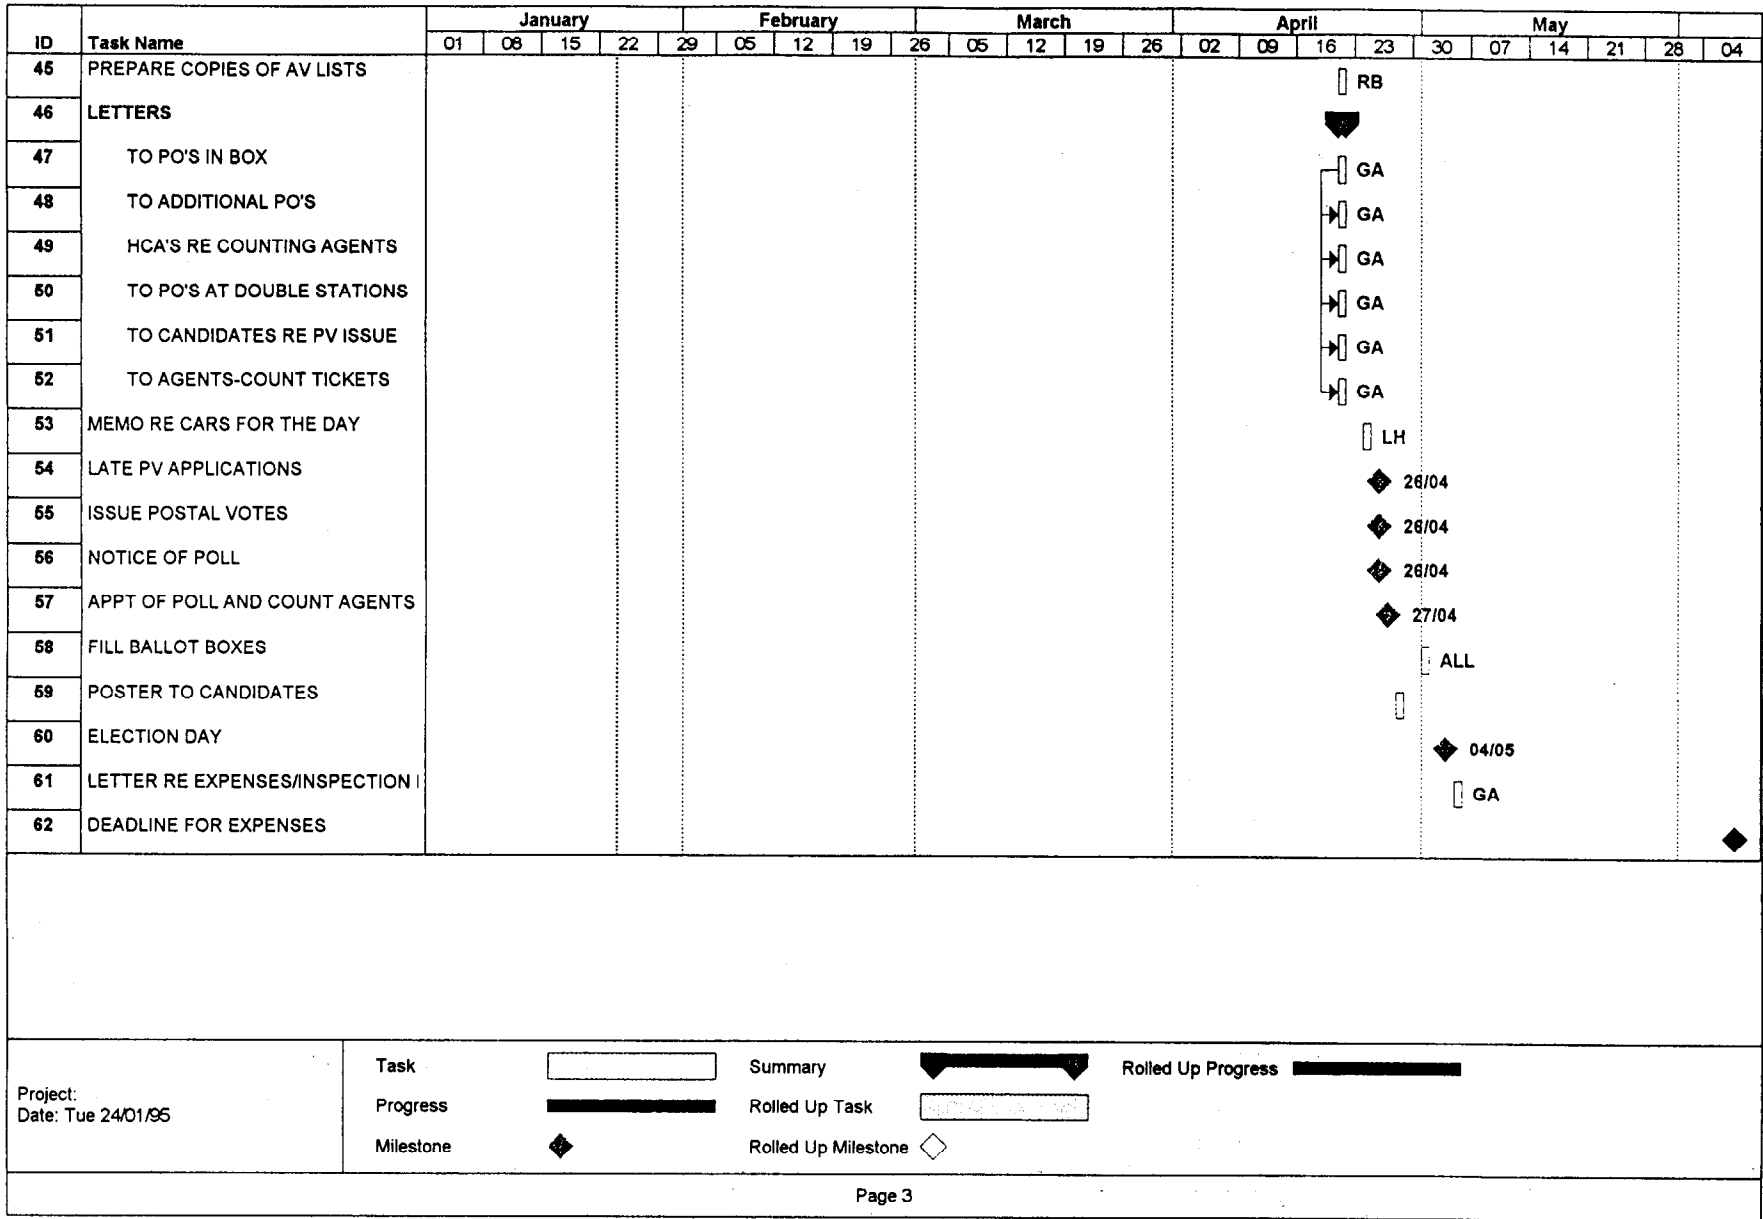 January February March April May
ID Task Name 01 08 15 22 29 05 12 19 26 05 12 19 26 02 09 16 23 30 07 14 21 28 04
45 PREPARE COPIES OF AV LISTS RB
46 LETTERS
47 TO PO'S IN BOX GA
48 TO ADDITIONAL PO'S GA
49 HCA'S RE COUNTING AGENTS GA
50 TO PO'S AT DOUBLE STATIONS GA
51 TO CANDIDATES RE PV ISSUE GA
52 TO AGENTS-COUNT TICKETS GA
53 MEMO RE CARS FOR THE DAY LH
54 LATE PV APPLICATIONS 26/04
55 ISSUE POSTAL VOTES 26/04
56 NOTICE OF POLL 26/04
57 APPT OF POLL AND COUNT AGENTS 27/04
58 FILL BALLOT BOXES ALL
59 POSTER TO CANDIDATES
60 ELECTION DAY 04/05
61 LETTER RE EXPENSES/INSPECTION GA
62 DEADLINE FOR EXPENSES
Project:
Date: Tue 24/01/95
Task Summary Rolled Up Progress
Progress Rolled Up Task
Milestone Rolled Up Milestone
Page 3